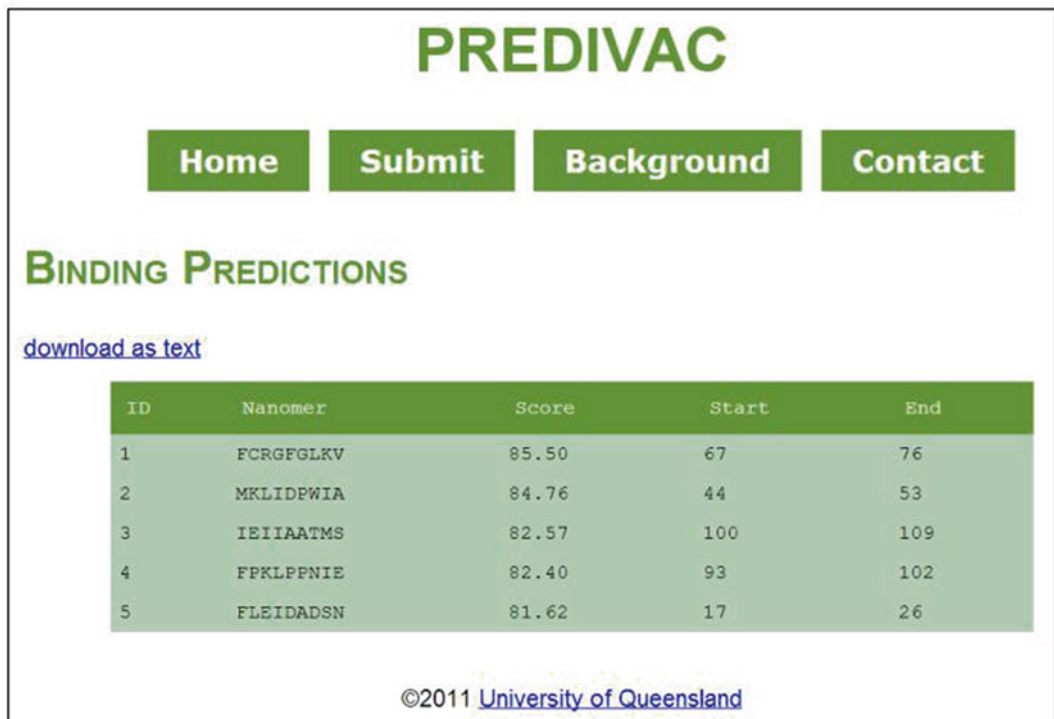 PREDIVAC
Home Submit Background Contact
BINDING PREDICTIONS
download as text
ID Nanomer Score Start End
1 FCRGFGLKV 85.50 67 76
2 MKLIDPWIA 84.76 44 53
3 IEIIAATMS 82.57 100 109
4 FPKLPPNIE 82.40 93 102
5 FLEIDADSN 81.62 17 26
©2011 University of Queensland